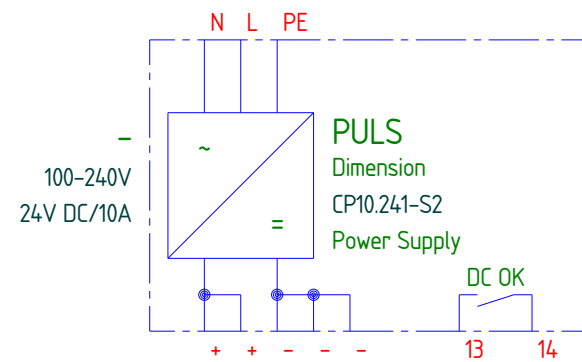 N L PE
PULS
Dimension
CP10.241-S2
Power Supply
–
100-240V
24V DC/10A
~
=
DC OK
+ + - - - 13 14